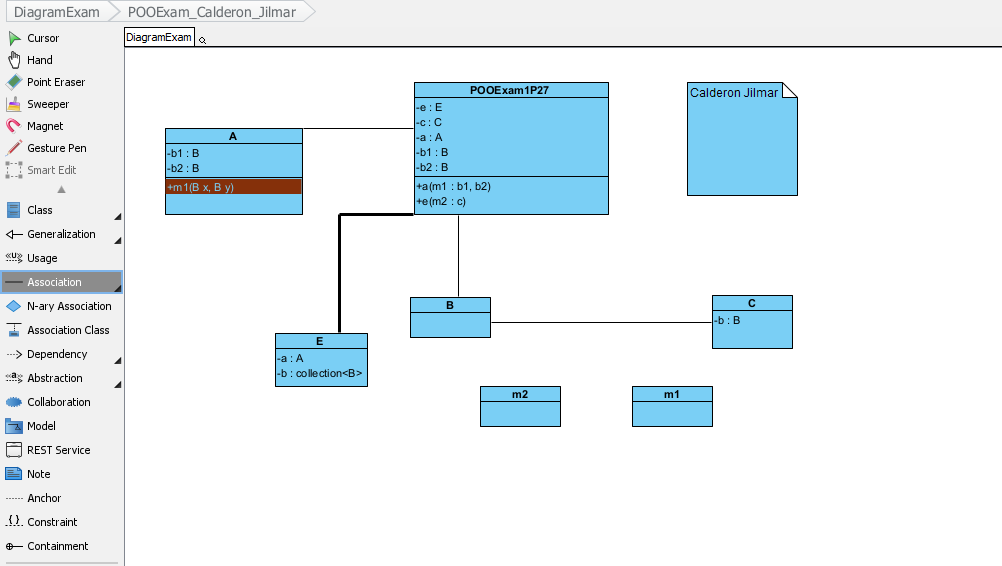 DiagramExam
POOExam_Calderon_Jilmar
Cursor
Hand
Point Eraser
Sweeper
Magnet
Gesture Pen
Smart Edit
Class
Generalization
Usage
Association
N-ary Association
Association Class
Dependency
Abstraction
Collaboration
Model
REST Service
Note
Anchor
Constraint
Containment
DiagramExam
POOExam1P27
-e : E
-c : C
-a : A
-b1 : B
-b2 : B
+a(m1 : b1, b2)
+e(m2 : c)
Calderon Jilmar
A
-b1 : B
-b2 : B
+m1(B x, B y)
B
C
-b : B
E
-a : A
-b : collection<B>
m2
m1